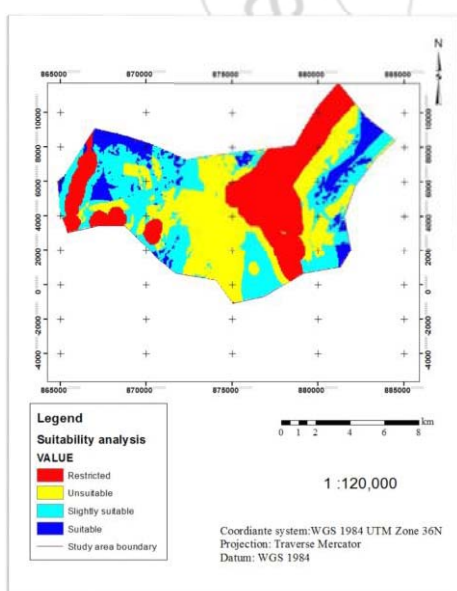 N
865000 870000 875000 880000 885000
10000 10000
8000 8000
6000 6000
4000 4000
2000 2000
0 0
-2000 -2000
-4000 -4000
865000 870000 875000 880000 885000
Legend
Suitability analysis
VALUE
Restricted
Unsuitable
Slightly suitable
Suitable
Study area boundary
km
0 1 2 4 6 8
1 :120,000
Coordiante system:WGS 1984 UTM Zone 36N
Projection: Traverse Mercator
Datum: WGS 1984